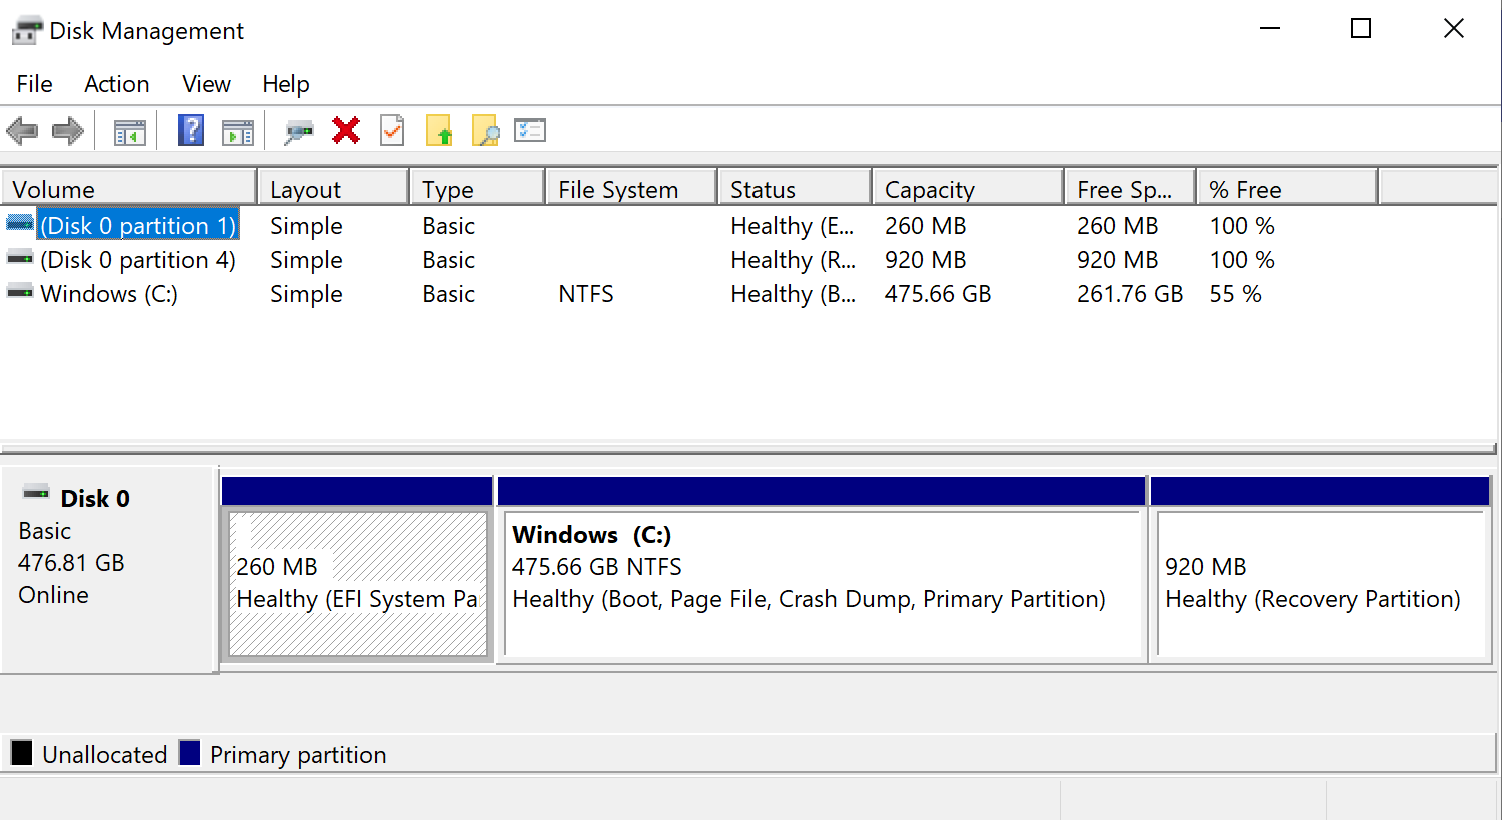 Disk Management
File Action View Help
Volume Layout Type File System Status Capacity Free Sp... % Free
(Disk 0 partition 1) Simple Basic Healthy (E... 260 MB 260 MB 100 %
(Disk 0 partition 4) Simple Basic Healthy (R... 920 MB 920 MB 100 %
Windows (C:) Simple Basic NTFS Healthy (B... 475.66 GB 261.76 GB 55 %
Disk 0
Basic
476.81 GB
Online
260 MB
Healthy (EFI System Pa
Windows (C:)
475.66 GB NTFS
Healthy (Boot, Page File, Crash Dump, Primary Partition)
920 MB
Healthy (Recovery Partition)
Unallocated Primary partition